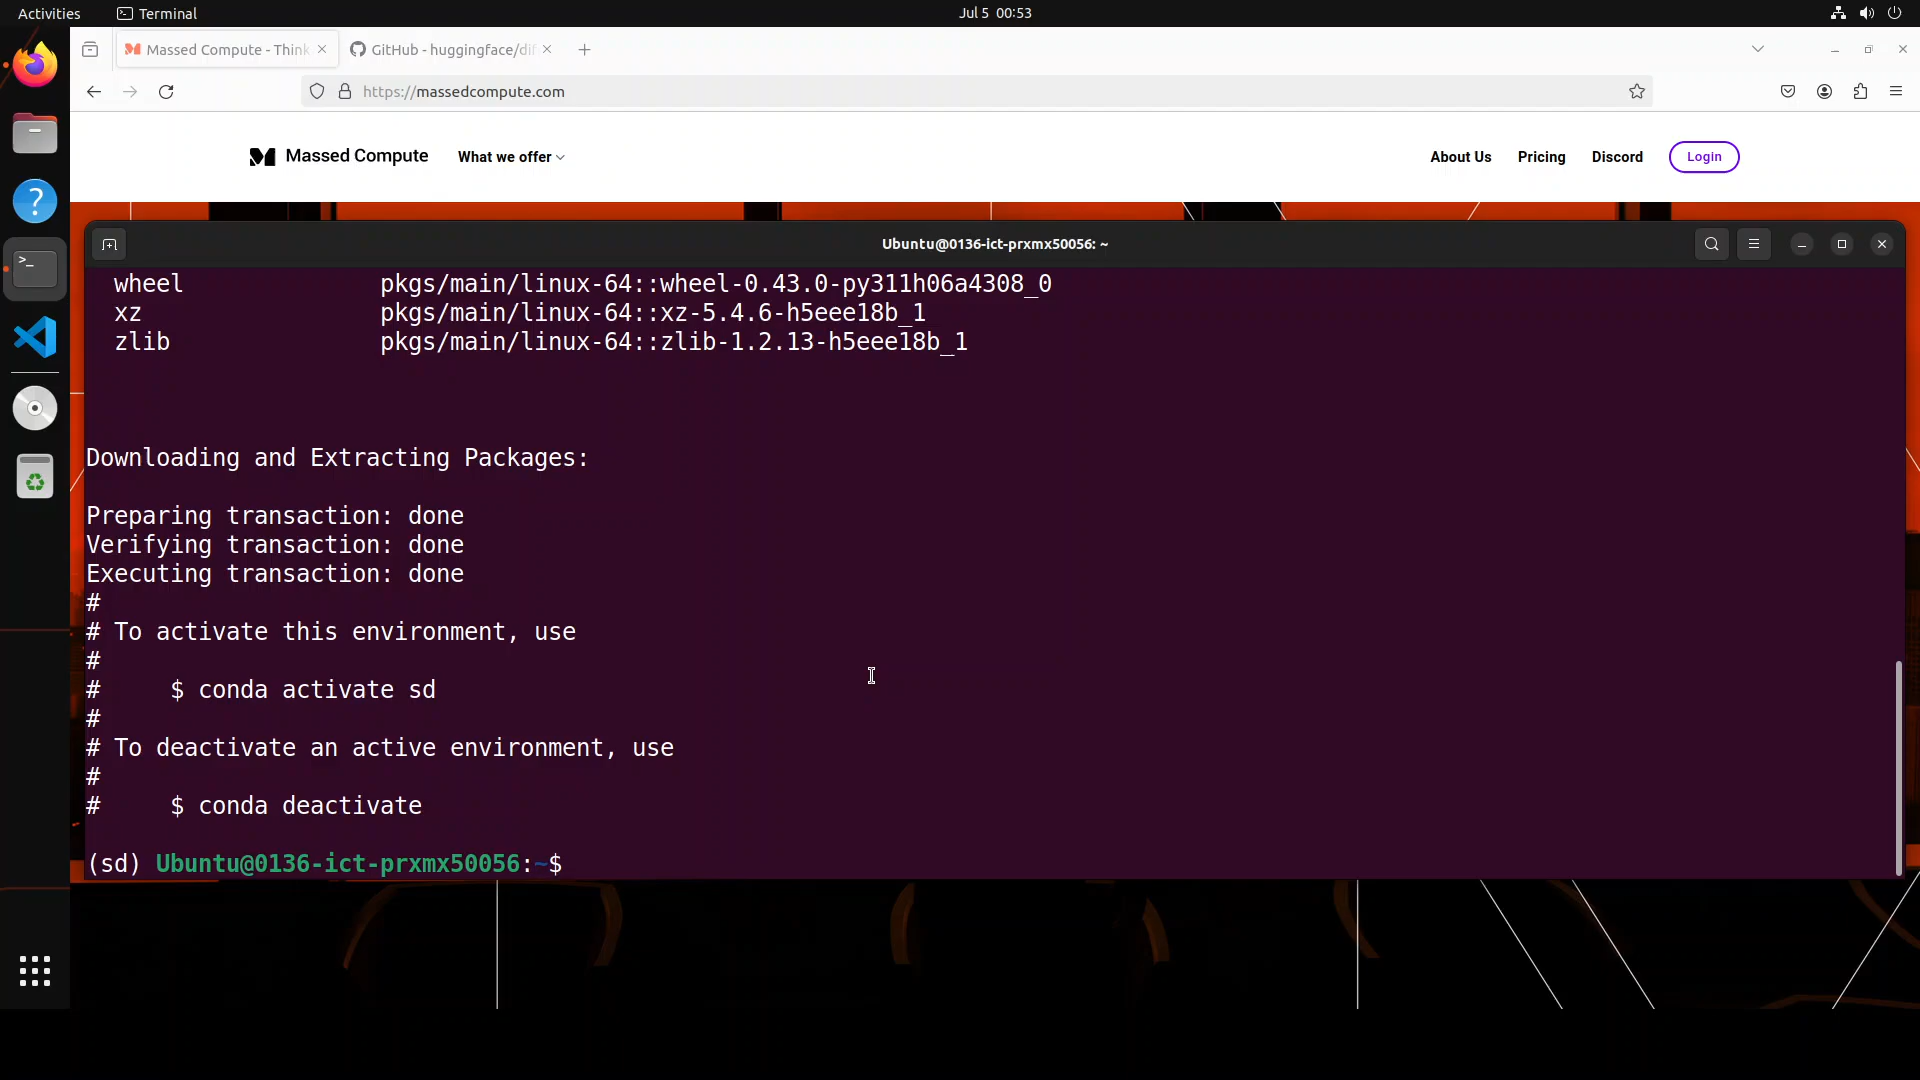 Activities Terminal Jul 5 00:53
Massed Compute - Think GitHub - huggingface/dif
https://massedcompute.com
Massed Compute What we offer About Us Pricing Discord Login
Ubuntu@0136-ict-prxmx50056: ~
wheel pkgs/main/linux-64::wheel-0.43.0-py311h06a4308_0
xz pkgs/main/linux-64::xz-5.4.6-h5eee18b_1
zlib pkgs/main/linux-64::zlib-1.2.13-h5eee18b_1
Downloading and Extracting Packages:
Preparing transaction: done
Verifying transaction: done
Executing transaction: done
#
# To activate this environment, use
#
# $ conda activate sd
#
# To deactivate an active environment, use
#
# $ conda deactivate
(sd) Ubuntu@0136-ict-prxmx50056:~$